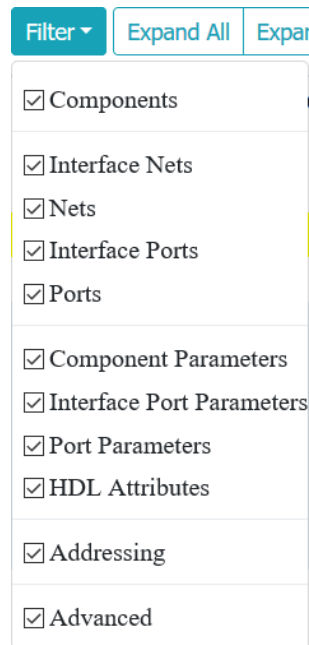 Filter Expand All Expan
Components
Interface Nets
Nets
Interface Ports
Ports
Component Parameters
Interface Port Parameters
Port Parameters
HDL Attributes
Addressing
Advanced